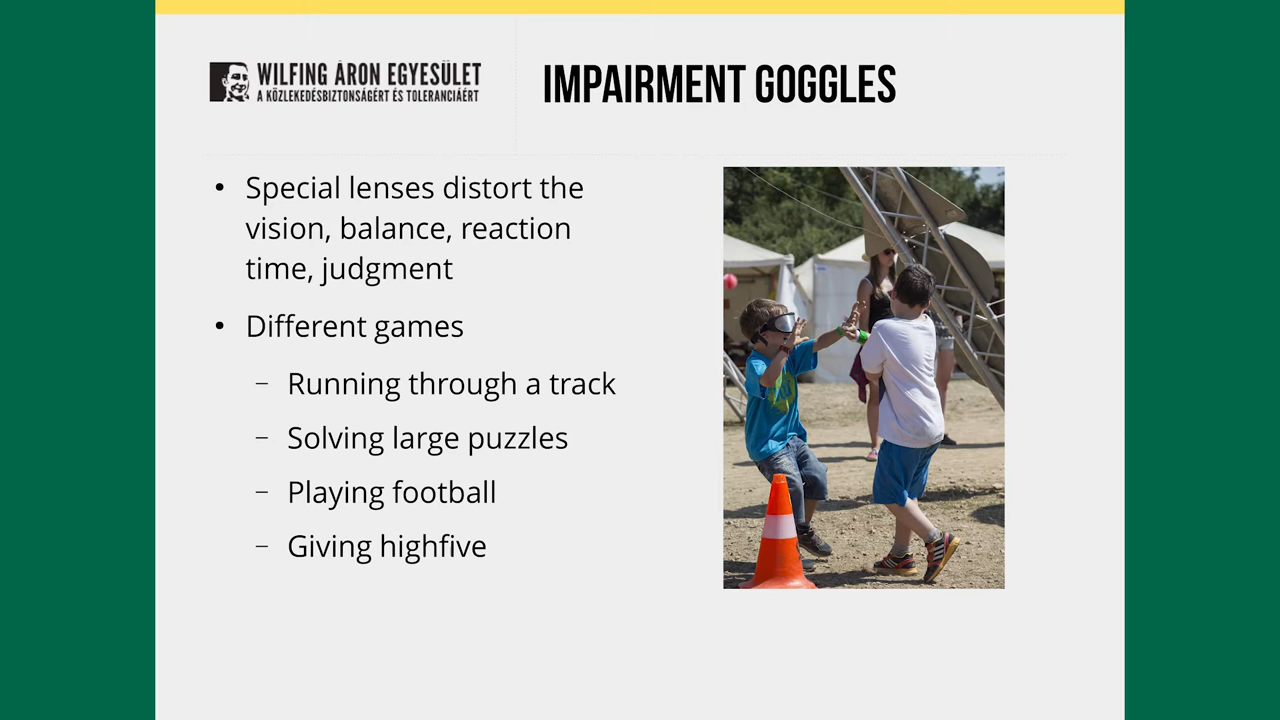 WILFING ÁRON EGYESÜLET
A KÖZLEKEDÉSBIZTONSÁGÉRT ÉS TOLERANCIÁÉRT
IMPAIRMENT GOGGLES
• Special lenses distort the
vision, balance, reaction
time, judgment
• Different games
– Running through a track
– Solving large puzzles
– Playing football
– Giving highfive